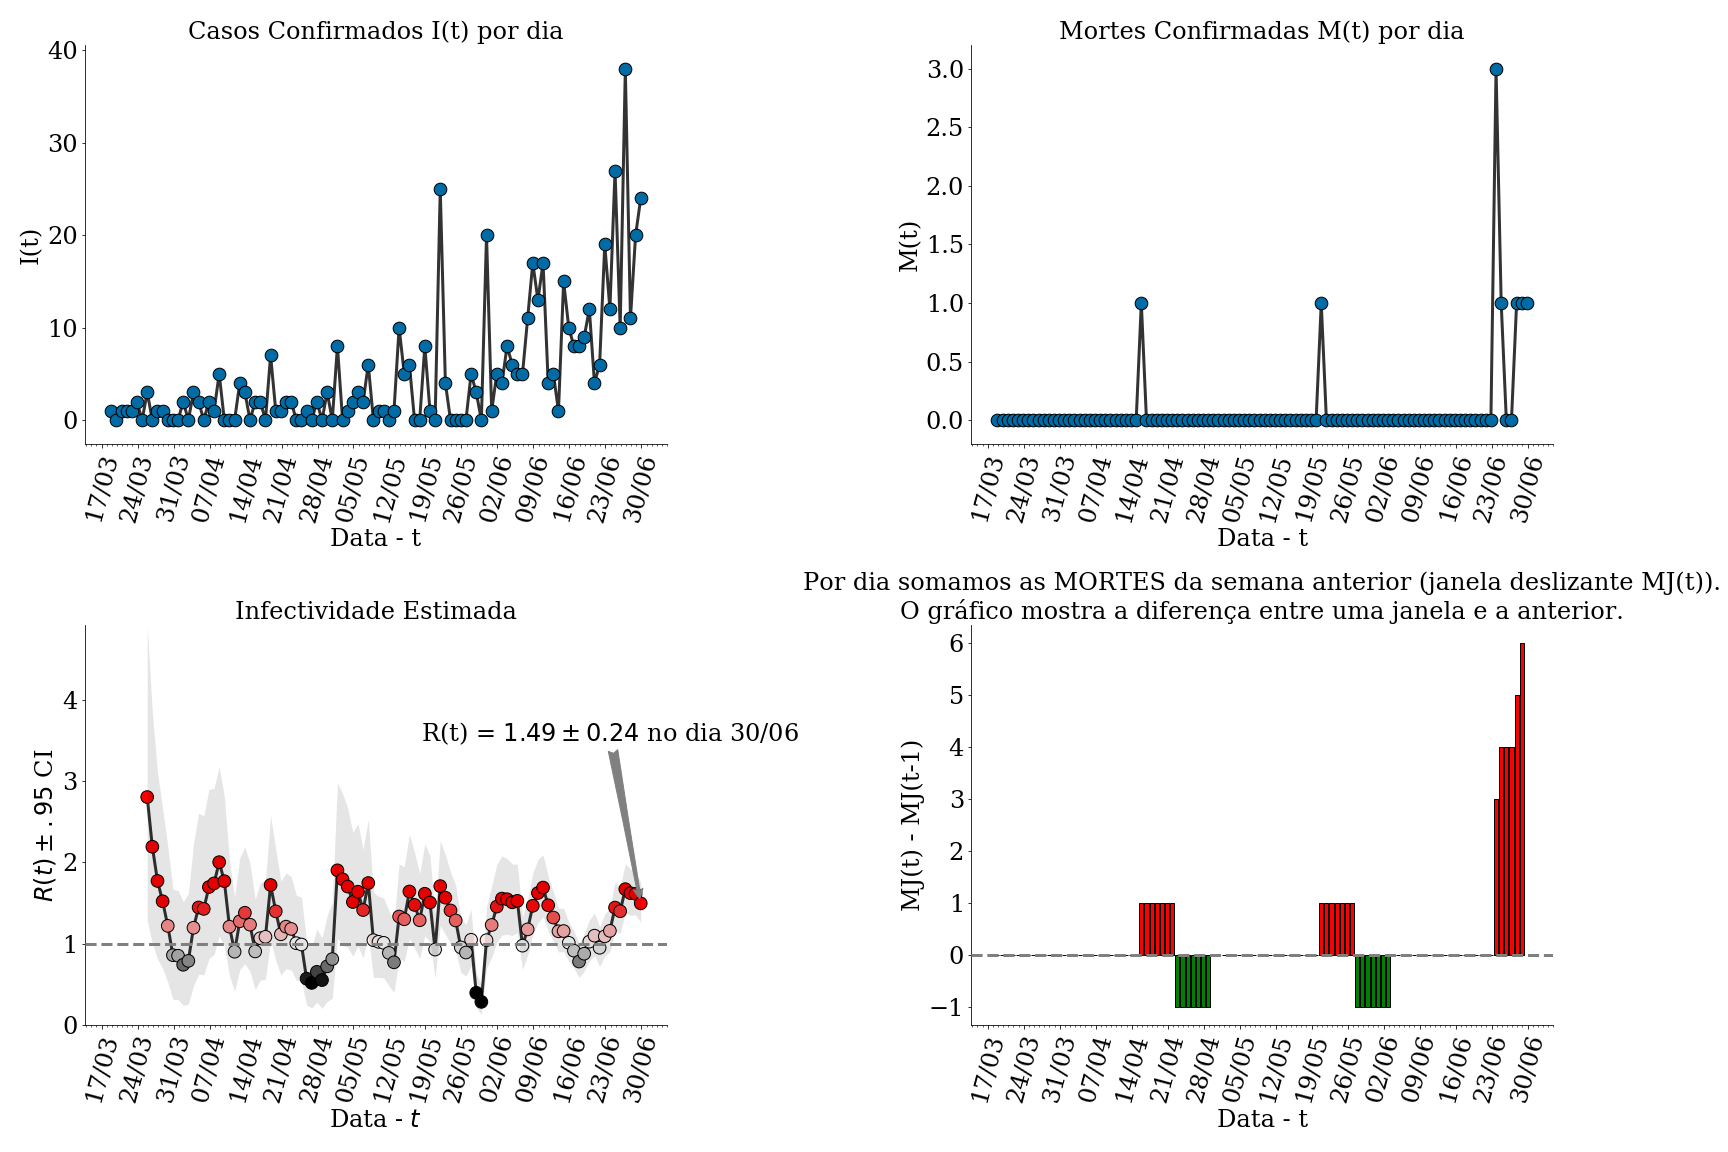 Casos Confirmados I(t) por dia
40
30
20
10
0
I(t)
17/03 24/03 31/03 07/04 14/04 21/04 28/04 05/05 12/05 19/05 26/05 02/06 09/06 16/06 23/06 30/06
Data - t
Mortes Confirmadas M(t) por dia
3.0
2.5
2.0
1.5
1.0
0.5
0.0
M(t)
17/03 24/03 31/03 07/04 14/04 21/04 28/04 05/05 12/05 19/05 26/05 02/06 09/06 16/06 23/06 30/06
Data - t
Infectividade Estimada
4
3
2
1
0
R(t) ± .95 CI
R(t) = 1.49 ± 0.24 no dia 30/06
17/03 24/03 31/03 07/04 14/04 21/04 28/04 05/05 12/05 19/05 26/05 02/06 09/06 16/06 23/06 30/06
Data - t
Por dia somamos as MORTES da semana anterior (janela deslizante MJ(t)).
O gráfico mostra a diferença entre uma janela e a anterior.
6
5
4
3
2
1
0
−1
MJ(t) - MJ(t-1)
17/03 24/03 31/03 07/04 14/04 21/04 28/04 05/05 12/05 19/05 26/05 02/06 09/06 16/06 23/06 30/06
Data - t